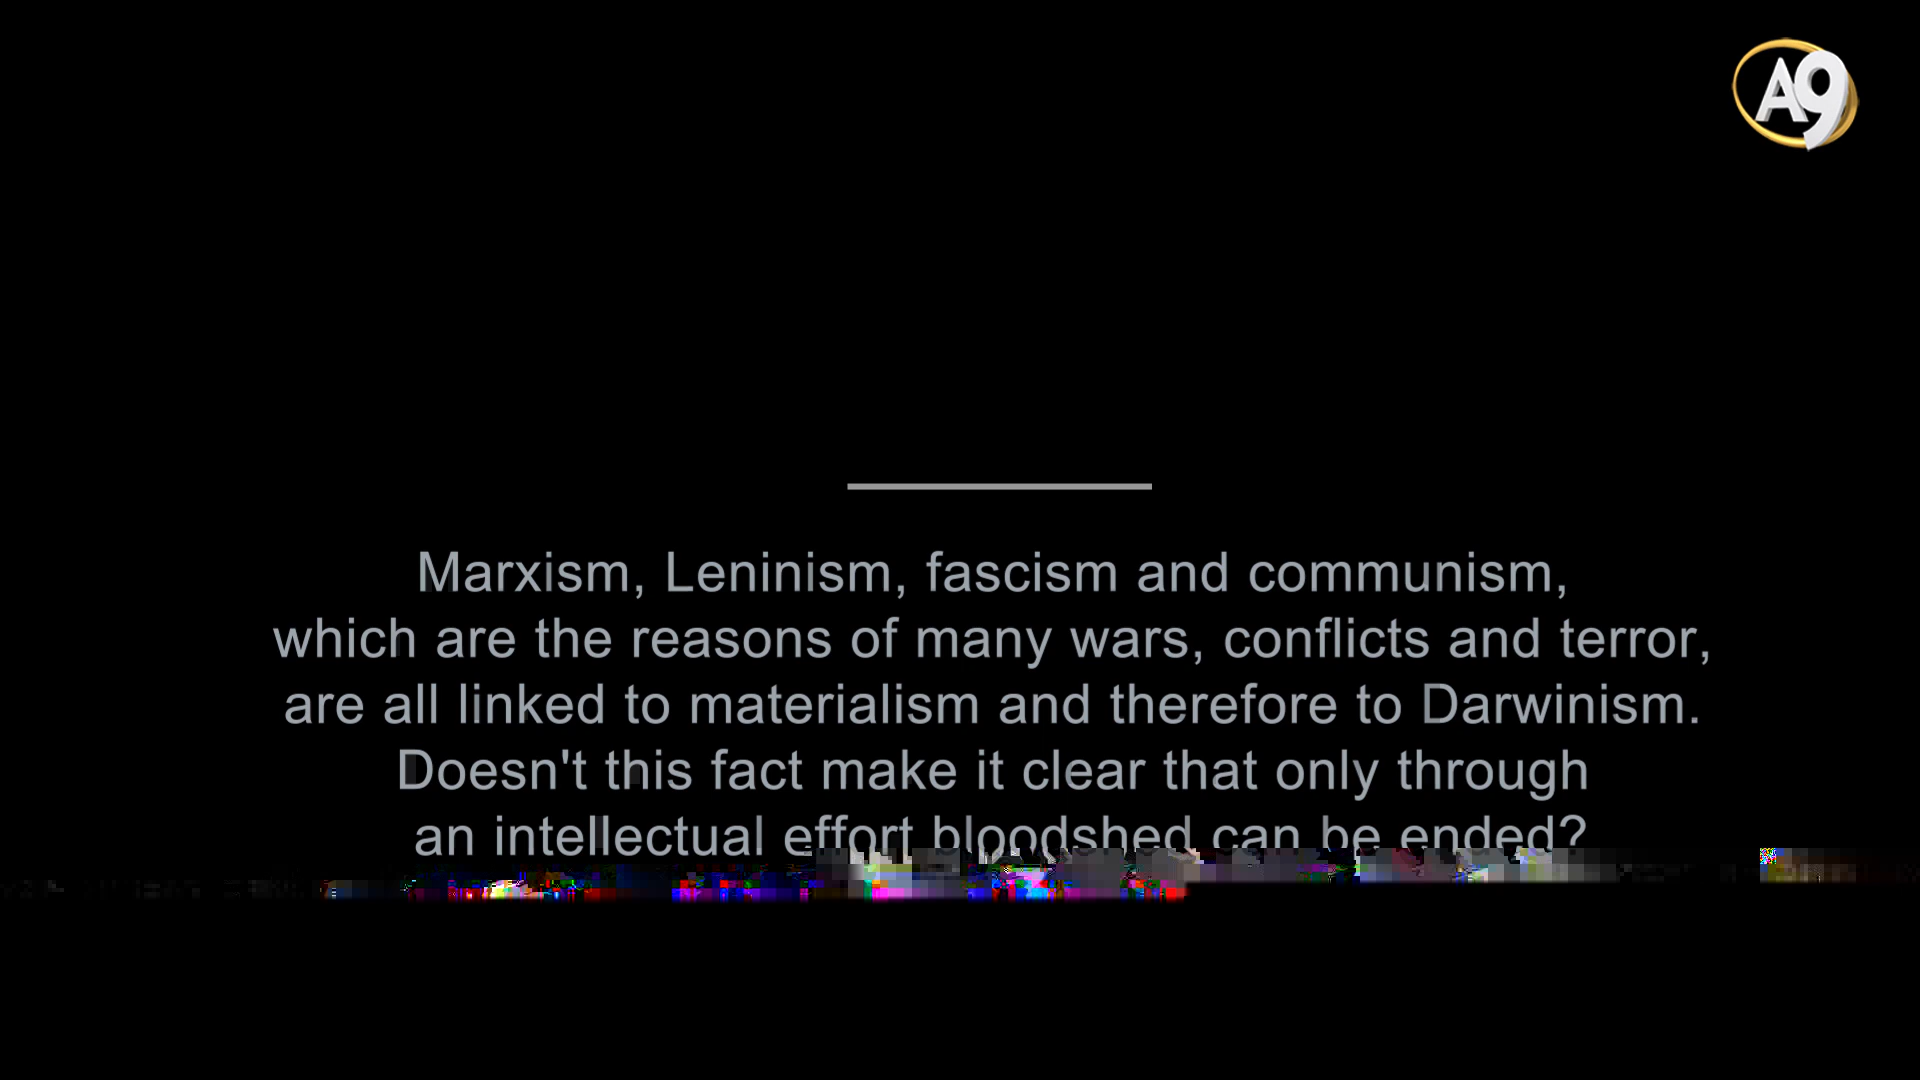 A9
Marxism, Leninism, fascism and communism,
which are the reasons of many wars, conflicts and terror,
are all linked to materialism and therefore to Darwinism.
Doesn't this fact make it clear that only through
an intellectual effort bloodshed can be ended?